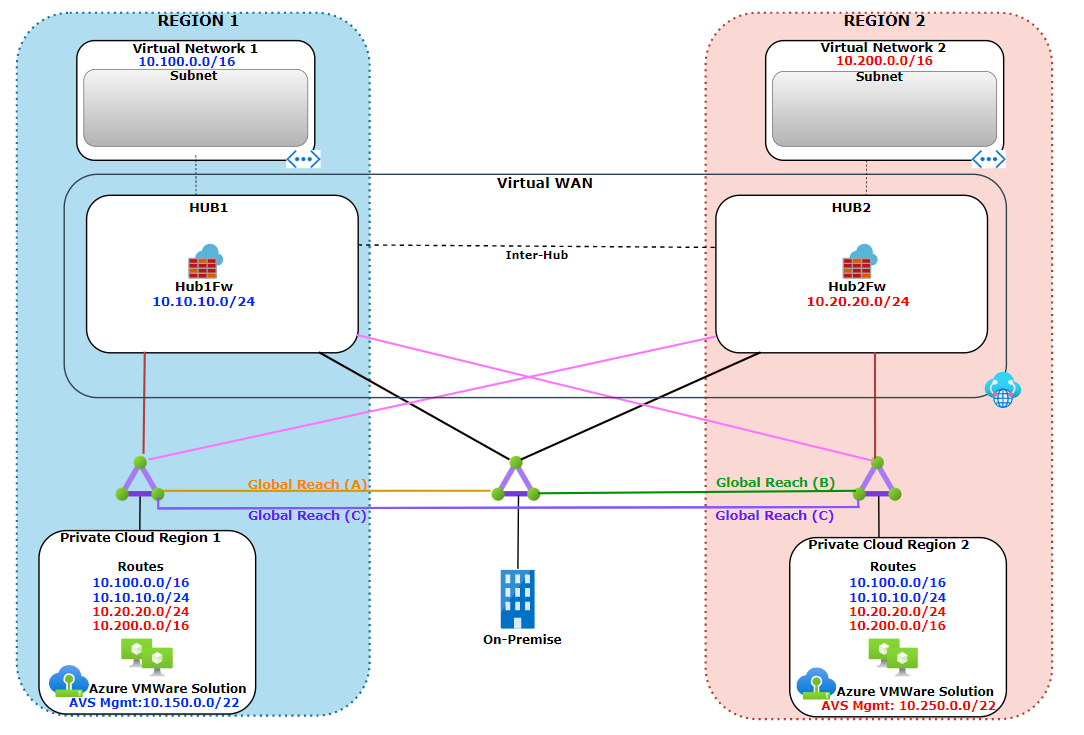 REGION 1
Virtual Network 1
10.100.0.0/16
Subnet
REGION 2
Virtual Network 2
10.200.0.0/16
Subnet
Virtual WAN
HUB1
Hub1Fw
10.10.10.0/24
Inter-Hub
HUB2
Hub2Fw
10.20.20.0/24
Global Reach (A)
Global Reach (B)
Global Reach (C)
Global Reach (C)
Private Cloud Region 1
Routes
10.100.0.0/16
10.10.10.0/24
10.20.20.0/24
10.200.0.0/16
Azure VMWare Solution
AVS Mgmt:10.150.0.0/22
On-Premise
Private Cloud Region 2
Routes
10.100.0.0/16
10.10.10.0/24
10.20.20.0/24
10.200.0.0/16
Azure VMWare Solution
AVS Mgmt: 10.250.0.0/22